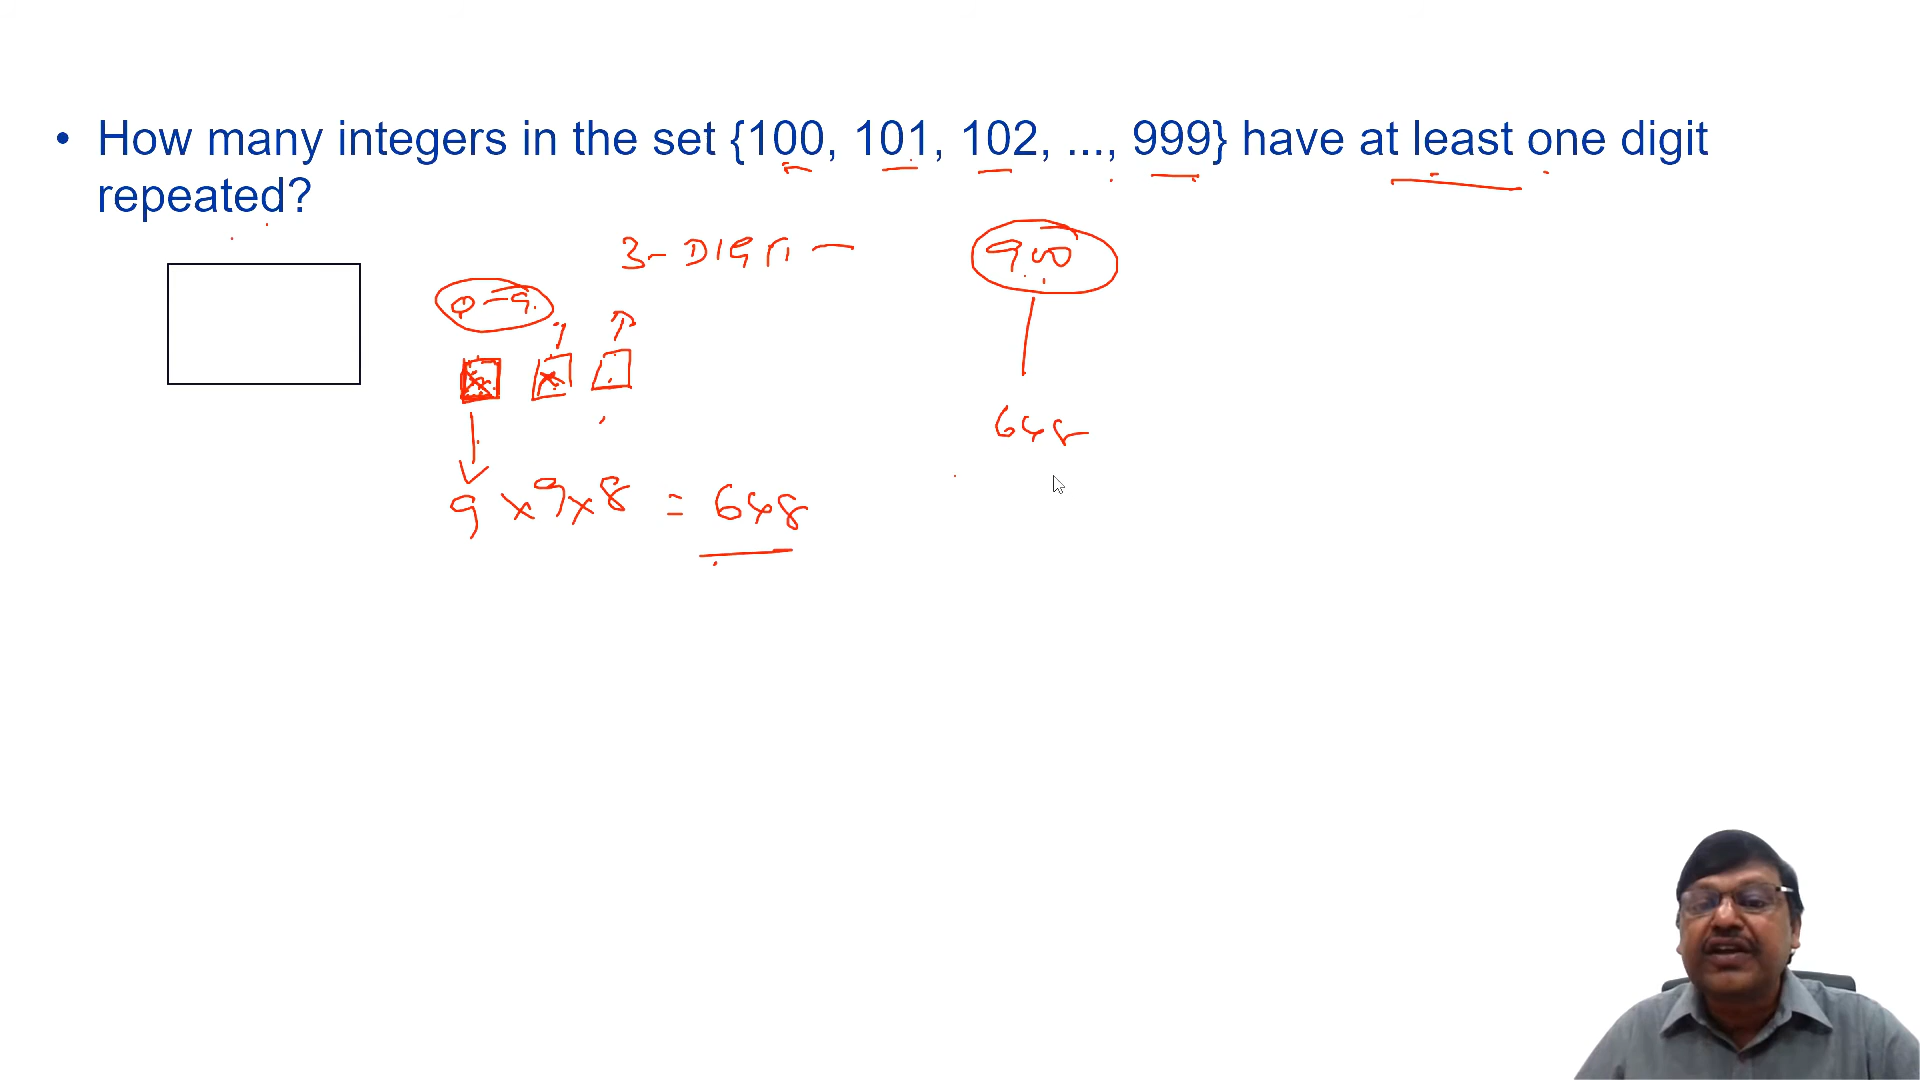 • How many integers in the set {100, 101, 102, ..., 999} have at least one digit
repeated?
3-DIGIT - 900
0-9
648
9 x 9 x 8 = 648